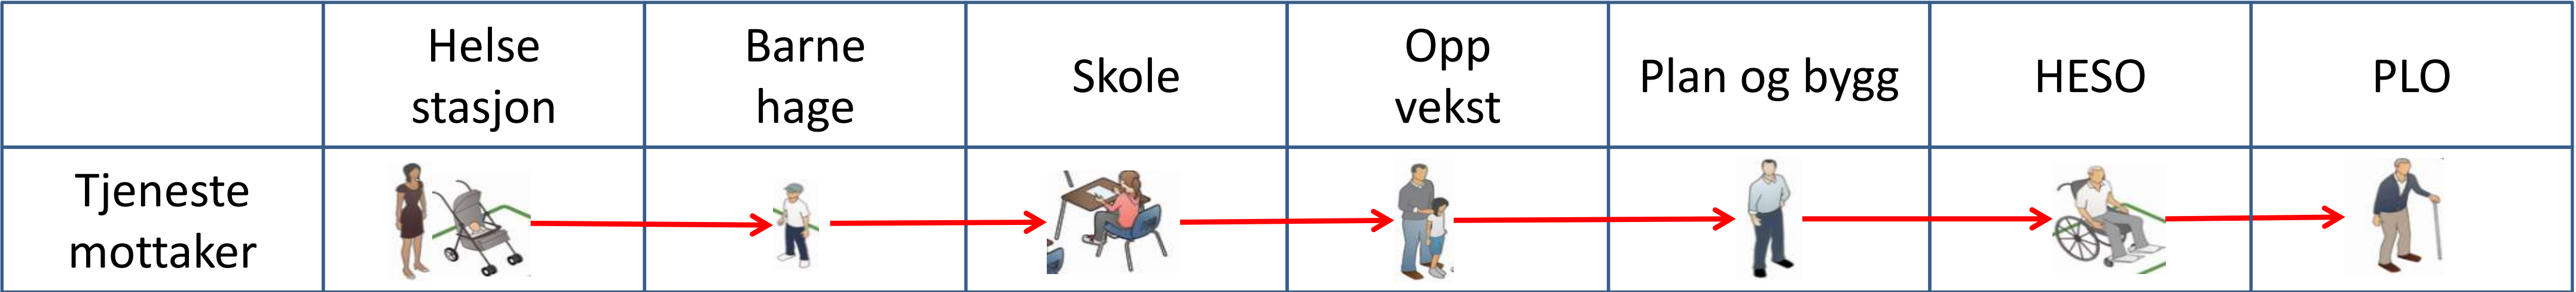 Helse
stasjon
Barne
hage
Skole
Opp
vekst
Plan og bygg
HESO
PLO
Tjeneste
mottaker